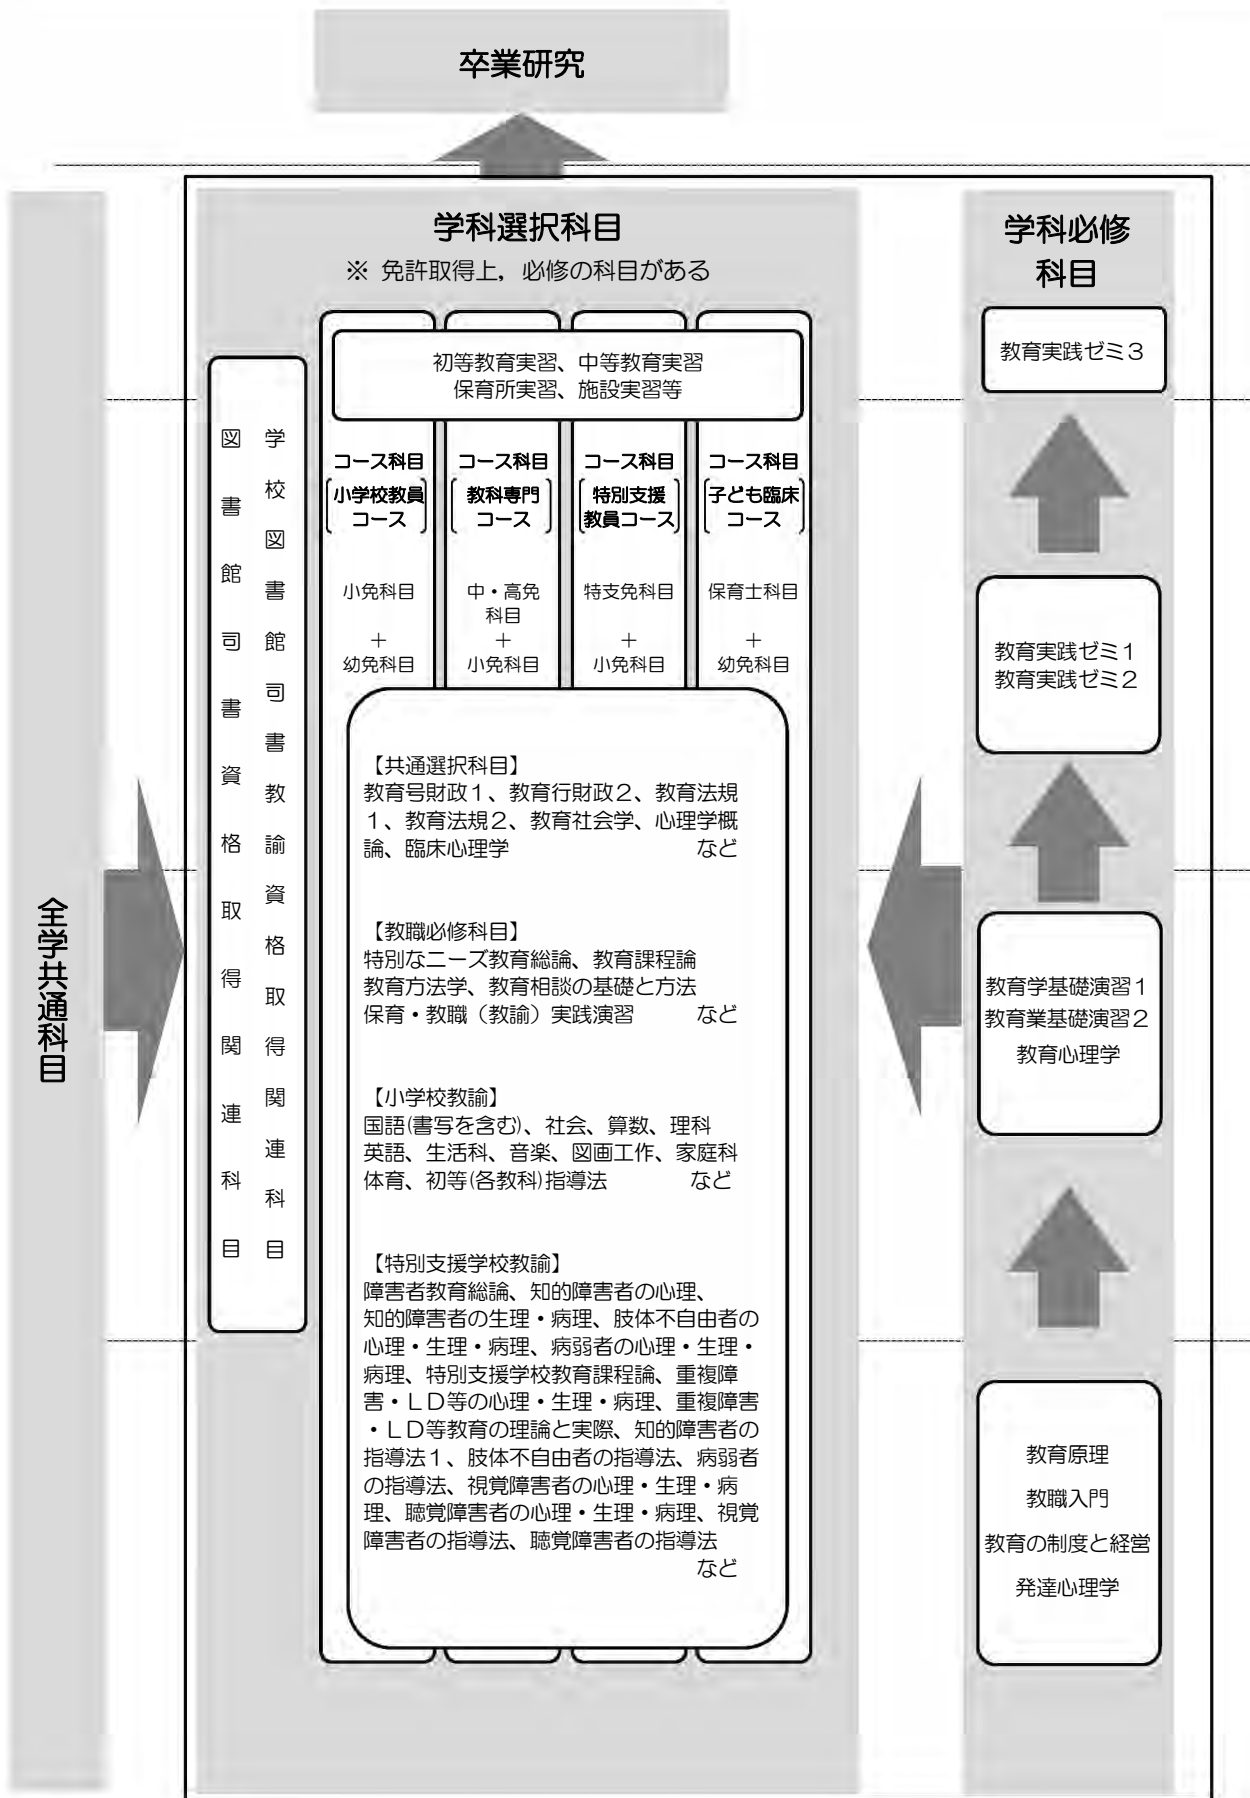 卒業研究
全学共通科目
学科選択科目
※ 免許取得上，必修の科目がある
図書館司書資格取得関連科目
学校図書館司書教諭資格取得関連科目
初等教育実習、中等教育実習
保育所実習、施設実習等
コース科目
小学校教員
コース
小免科目
＋
幼免科目
コース科目
教科専門
コース
中・高免
科目
＋
小免科目
コース科目
特別支援
教員コース
特支免科目
＋
小免科目
コース科目
子ども臨床
コース
保育士科目
＋
幼免科目
【共通選択科目】
教育号財政１、教育行財政２、教育法規
１、教育法規２、教育社会学、心理学概
論、臨床心理学 など
【教職必修科目】
特別なニーズ教育総論、教育課程論
教育方法学、教育相談の基礎と方法
保育・教職（教諭）実践演習 など
【小学校教諭】
国語(書写を含む)、社会、算数、理科
英語、生活科、音楽、図画工作、家庭科
体育、初等(各教科)指導法 など
【特別支援学校教諭】
障害者教育総論、知的障害者の心理、
知的障害者の生理・病理、肢体不自由者の
心理・生理・病理、病弱者の心理・生理・
病理、特別支援学校教育課程論、重複障
害・ＬＤ等の心理・生理・病理、重複障害
・ＬＤ等教育の理論と実際、知的障害者の
指導法１、肢体不自由者の指導法、病弱者
の指導法、視覚障害者の心理・生理・病
理、聴覚障害者の心理・生理・病理、視覚
障害者の指導法、聴覚障害者の指導法
など
学科必修
科目
教育実践ゼミ３
教育実践ゼミ１
教育実践ゼミ２
教育学基礎演習１
教育業基礎演習２
教育心理学
教育原理
教職入門
教育の制度と経営
発達心理学